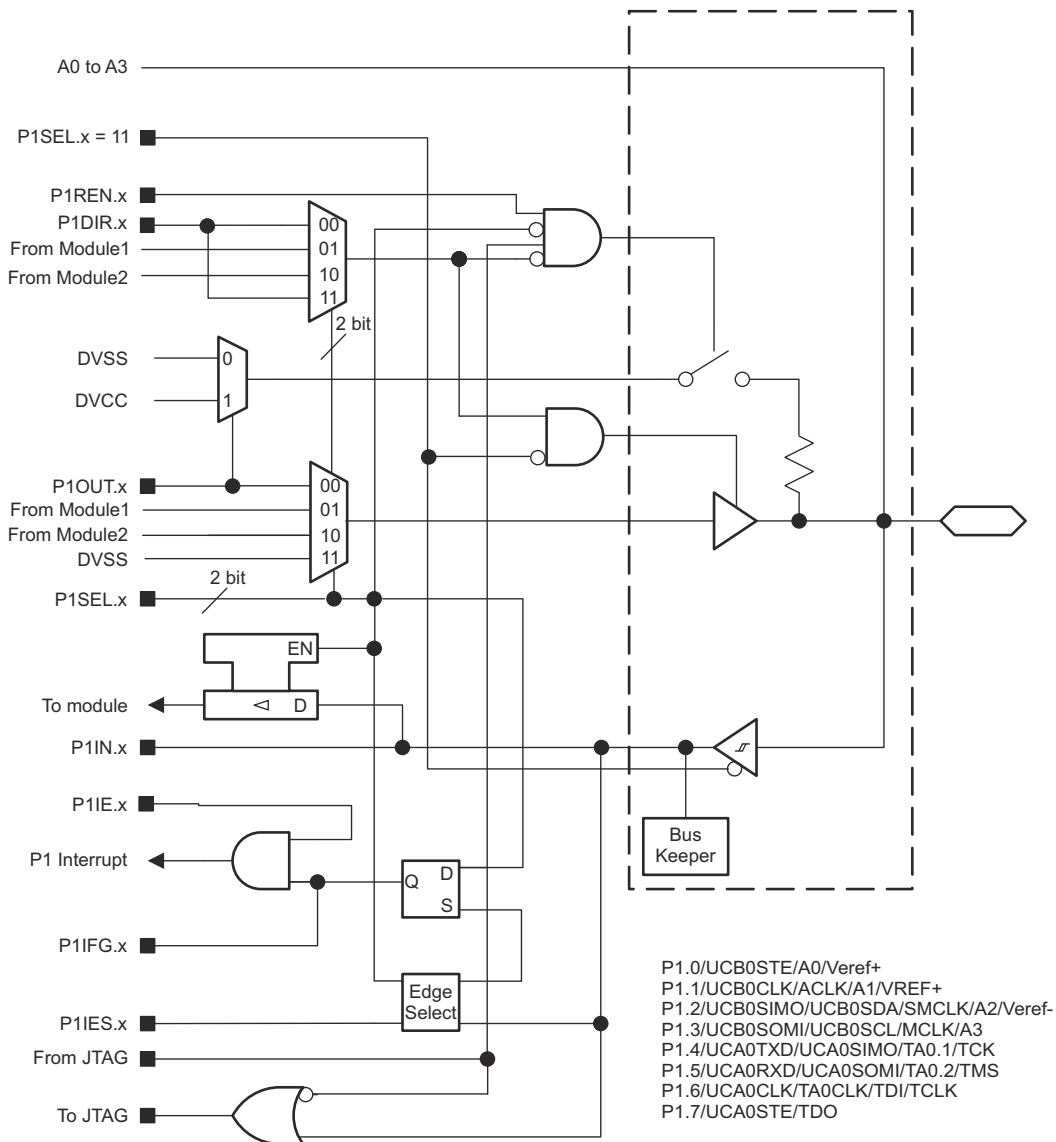 A0 to A3
P1SEL.x = 11
P1REN.x
P1DIR.x
00
From Module1
01
From Module2
10
11
2 bit
DVSS
0
DVCC
1
P1OUT.x
00
From Module1
01
From Module2
10
DVSS
11
2 bit
P1SEL.x
EN
To module
D
P1IN.x
P1IE.x
Bus
Keeper
P1 Interrupt
Q
D
S
P1IFG.x
Edge
Select
P1IES.x
From JTAG
To JTAG
P1.0/UCB0STE/A0/Veref+
P1.1/UCB0CLK/ACLK/A1/VREF+
P1.2/UCB0SIMO/UCB0SDA/SMCLK/A2/Veref-
P1.3/UCB0SOMI/UCB0SCL/MCLK/A3
P1.4/UCA0TXD/UCA0SIMO/TA0.1/TCK
P1.5/UCA0RXD/UCA0SOMI/TA0.2/TMS
P1.6/UCA0CLK/TA0CLK/TDI/TCLK
P1.7/UCA0STE/TDO